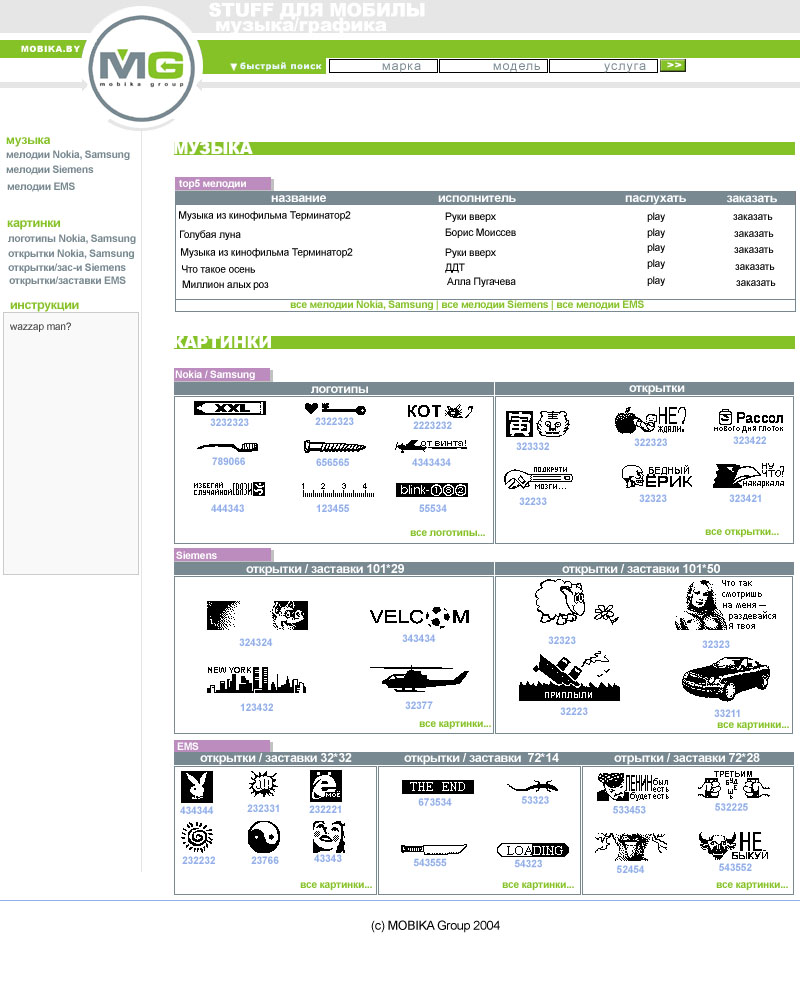 STUFF ДЛЯ МОБИЛЫ
музыка/графика
MOBIKA.BY
MG
mobika group
▼ быстрый поиск марка модель услуга >>
музыка
мелодии Nokia, Samsung
мелодии Siemens
мелодии EMS
картинки
логотипы Nokia, Samsung
открытки Nokia, Samsung
открытки/зас-и Siemens
открытки/заставки EMS
инструкции
wazzap man?
МУЗЫКА
top5 мелодии
название исполнитель паслухать заказать
Музыка из кинофильма Терминатор2 Руки вверх play заказать
Голубая луна Борис Моиссев play заказать
Музыка из кинофильма Терминатор2 Руки вверх play заказать
Что такое осень ДДТ play заказать
Миллион алых роз Алла Пугачева play заказать
все мелодии Nokia, Samsung | все мелодии Siemens | все мелодии EMS
КАРТИНКИ
Nokia / Samsung
логотипы
XXL КОТ
3232323 2322323 2223232
ОТ ВИНТА!
789066 656565 4343434
ИЗБЕГАЙ СЛУЧАЙНОЙ
1 2 3 4
blink-182
444343 123455 55534
все логотипы...
открытки
НЕ? ЖДАЛИ.
Рассол
НОВОГО ДНЯ ГЛОТОК
323332 322323 323422
ПОДКРУТИ
МОЗГИ...
БЕДНЫЙ
ЁРИК
НУ ЧТО!
накаркала
32233 32323 323421
все открытки...
Siemens
открытки / заставки 101*29
VELCOM
324324 343434
NEW YORK
123432 32377
все картинки...
открытки / заставки 101*50
Что так
смотришь
на меня —
раздевайся
Я твоя
32323 32323
ПРИПЛЫЛИ
32223 33211
все картинки...
EMS
открытки / заставки 32*32
ё
МОЁ
434344 232331 232221
232232 23766 43343
все картинки...
открытки / заставки 72*14
THE END
673534 53323
LOADING
543555 54323
все картинки...
отрытки / заставки 72*28
ЛЕНИН был
есть
будет есть
ТРЕТЬИМ
БУДЕШЬ
533453 532225
НЕ
БЫКУЙ
52454 543552
все картинки...
(c) MOBIKA Group 2004